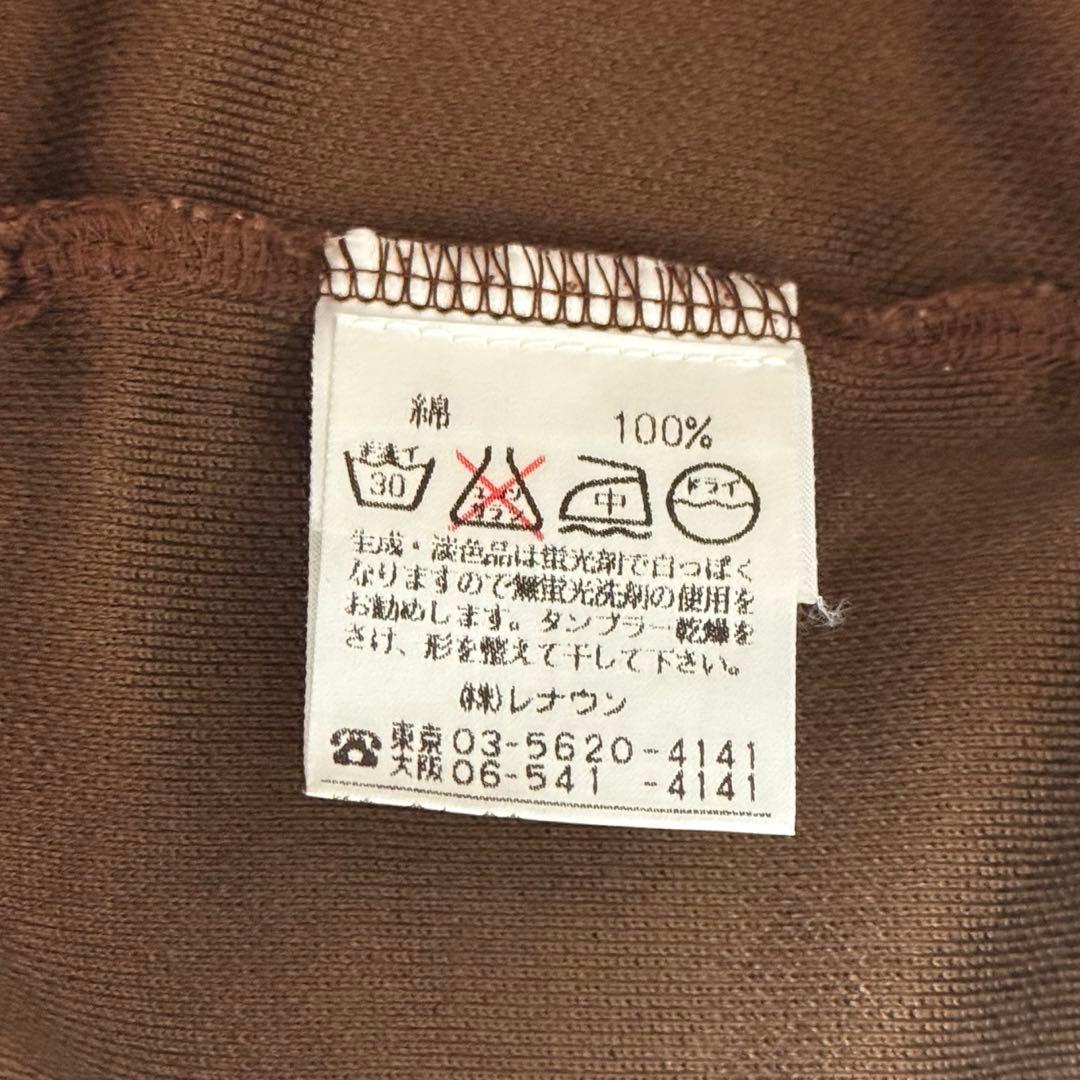 綿 100%
手洗イ
30
エンソ
サラシ
中
ドライ
生成・淡色品は蛍光剤で白っぽく
なりますので無蛍光洗剤の使用を
お勧めします。タンブラー乾燥を
さけ、形を整えて干して下さい。
(株)レナウン
東京 03-5620-4141
大阪 06-541 -4141